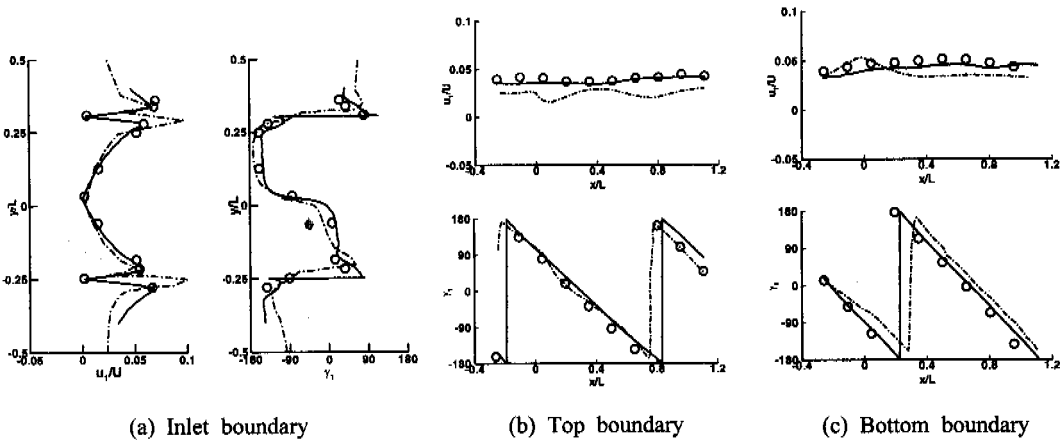 0.5
0.25
y/L
0
-0.25
-0.5
-0.05 0 0.05 0.1
u₁/U
0.5
0.25
y/L
0
-0.25
-0.5
-180 -90 0 90 180
γ₁
(a) Inlet boundary
0.1
0.05
u₁/U
0
-0.05
-0.4 0 0.4 0.8 1.2
x/L
180
90
γ₁
0
-90
-180
-0.4 0 0.4 0.8 1.2
x/L
(b) Top boundary
0.1
0.06
u₁/U
0
-0.05
-0.4 0 0.4 0.8 1.2
x/L
180
90
γ₁
0
-90
-180
-0.4 0 0.4 0.8 1.2
x/L
(c) Bottom boundary